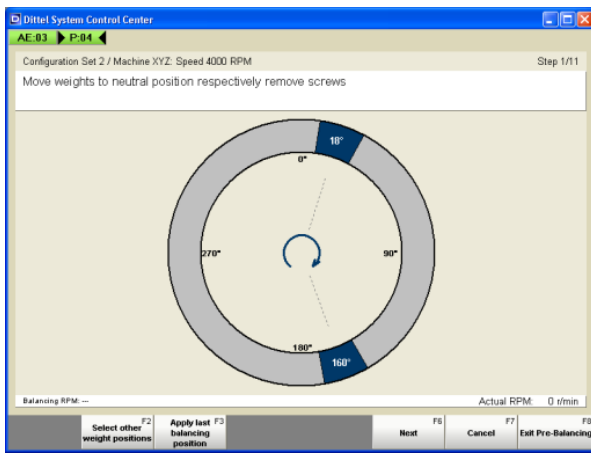 Dittel System Control Center
AE:03 P:04
Configuration Set 2 / Machine XYZ: Speed 4000 RPM Step 1/11
Move weights to neutral position respectively remove screws
18°
0°
270° 90°
180°
160°
Balancing RPM: --- Actual RPM: 0 r/min
F2 F3 F6 F7 F8
Select other weight positions
Apply last balancing position
Next
Cancel
Exit Pre-Balancing